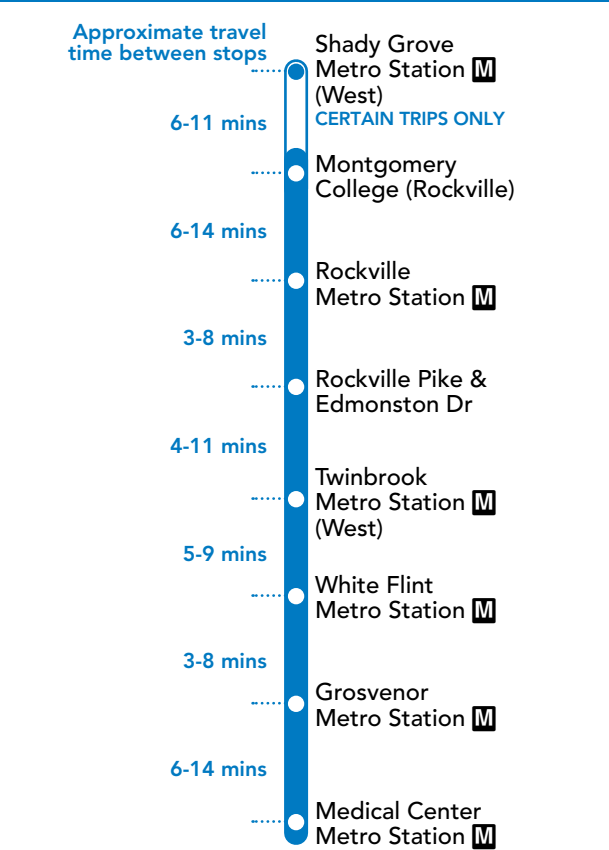 Approximate travel
time between stops
Shady Grove
Metro Station M
(West)
CERTAIN TRIPS ONLY
6-11 mins
Montgomery
College (Rockville)
6-14 mins
Rockville
Metro Station M
3-8 mins
Rockville Pike &
Edmonston Dr
4-11 mins
Twinbrook
Metro Station M
(West)
5-9 mins
White Flint
Metro Station M
3-8 mins
Grosvenor
Metro Station M
6-14 mins
Medical Center
Metro Station M